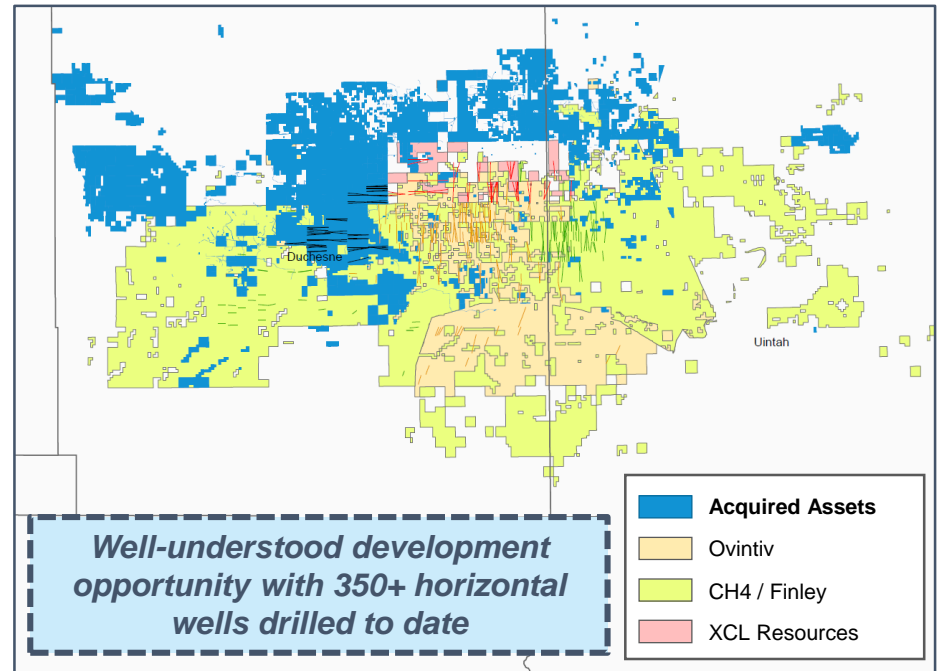 Duchesne
Uintah
Well-understood development
opportunity with 350+ horizontal
wells drilled to date
Acquired Assets
Ovintiv
CH4 / Finley
XCL Resources